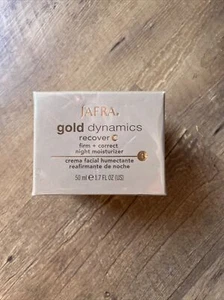 JAFRA
gold dynamics
recover
firm + correct
night moisturizer
crema facial humectante
reafirmante de noche
50 ml e 1.7 FL OZ (US)